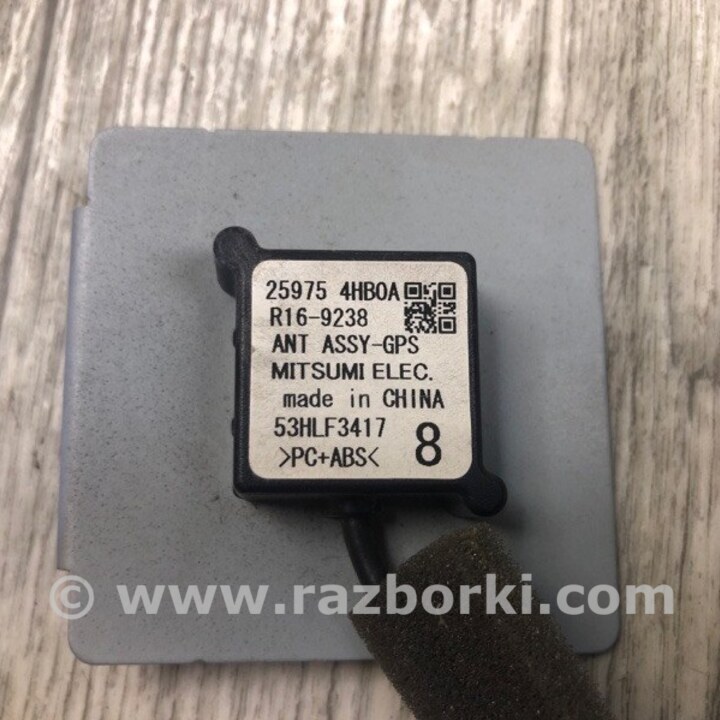 25975 4HB0A
R16-9238
ANT ASSY-GPS
MITSUMI ELEC.
made in CHINA
53HLF3417
>PC+ABS<
8
© www.razborki.com